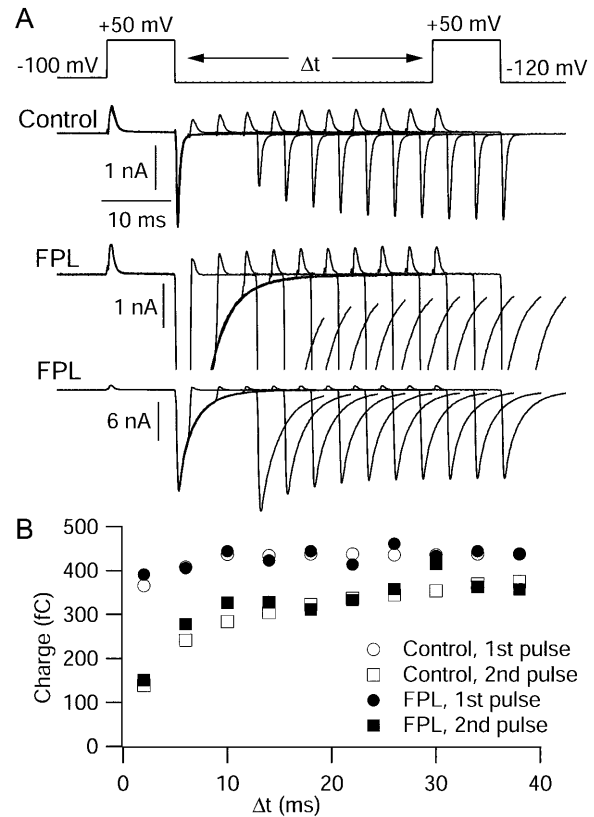 A
+50 mV
+50 mV
-100 mV
Δt
-120 mV
Control
1 nA
10 ms
FPL
1 nA
FPL
6 nA
B
500
400
300
200
100
0
Charge (fC)
Control, 1st pulse
Control, 2nd pulse
FPL, 1st pulse
FPL, 2nd pulse
0
10
20
30
40
Δt (ms)